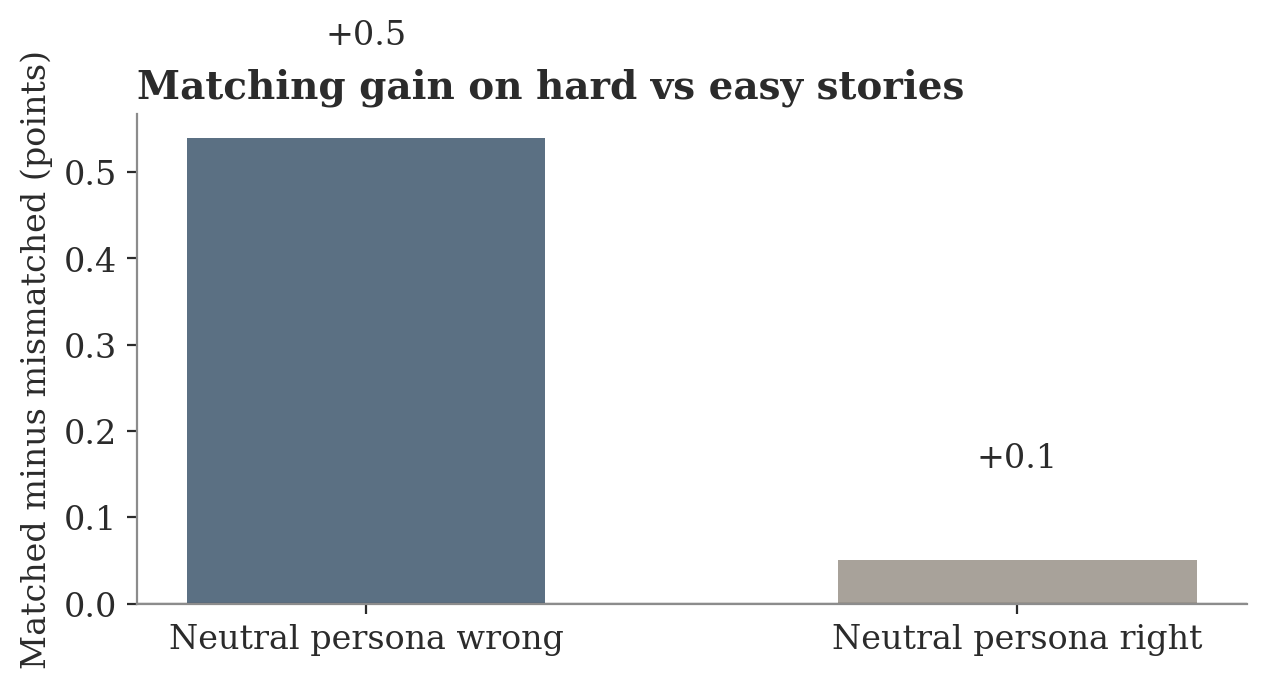 +0.5
Matching gain on hard vs easy stories
Matched minus mismatched (points)
0.5
0.4
0.3
0.2
0.1
0.0
+0.1
Neutral persona wrong
Neutral persona right